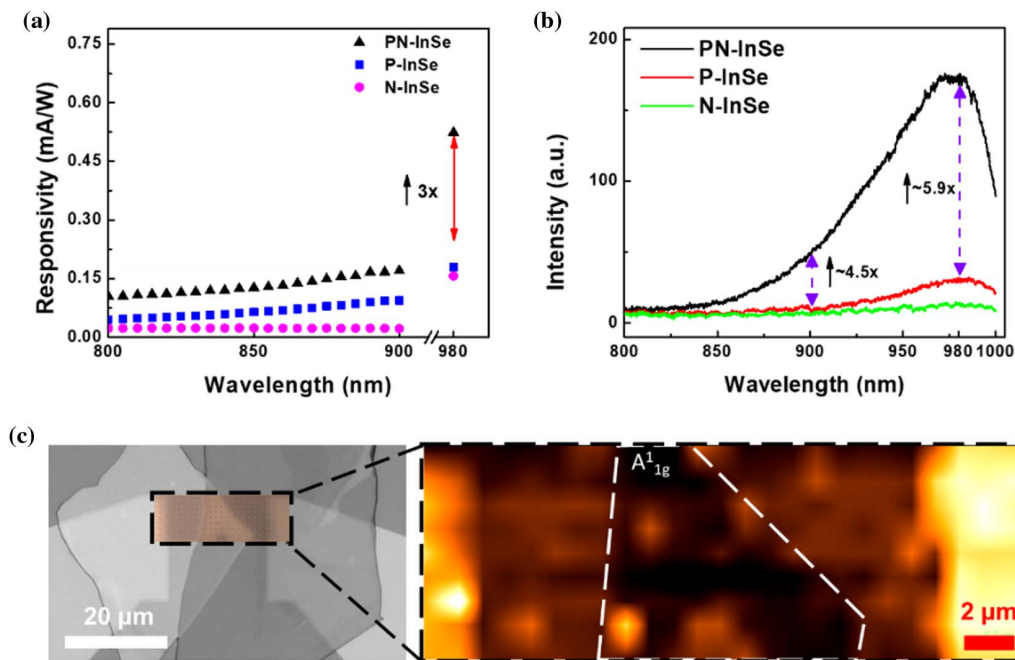 (a)
Responsivity (mA/W)
0.75
0.60
0.45
0.30
0.15
0.00
PN-InSe
P-InSe
N-InSe
3x
800
850
900
980
Wavelength (nm)
(b)
Intensity (a.u.)
200
100
0
PN-InSe
P-InSe
N-InSe
~5.9x
~4.5x
800
850
900
950
980
1000
Wavelength (nm)
(c)
20 μm
A¹₁g
2 μm